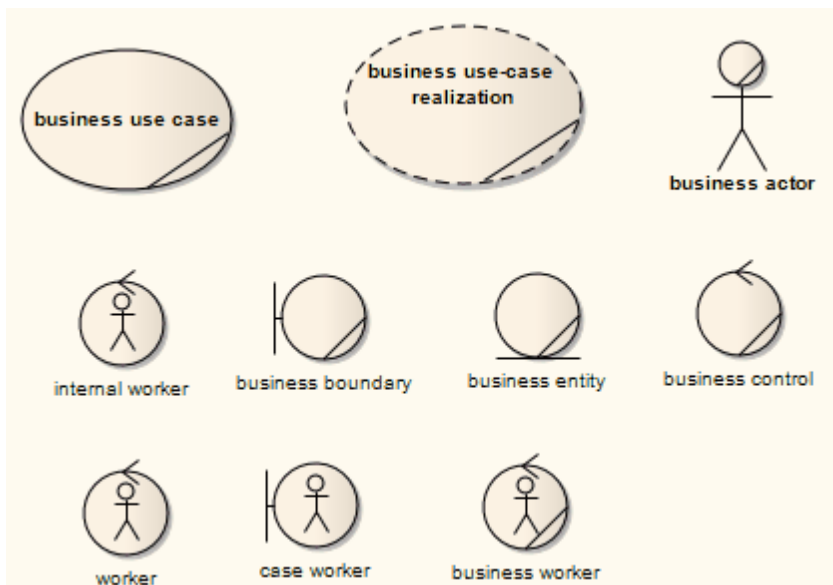 business use case
business use-case
realization
business actor
internal worker
business boundary
business entity
business control
worker
case worker
business worker